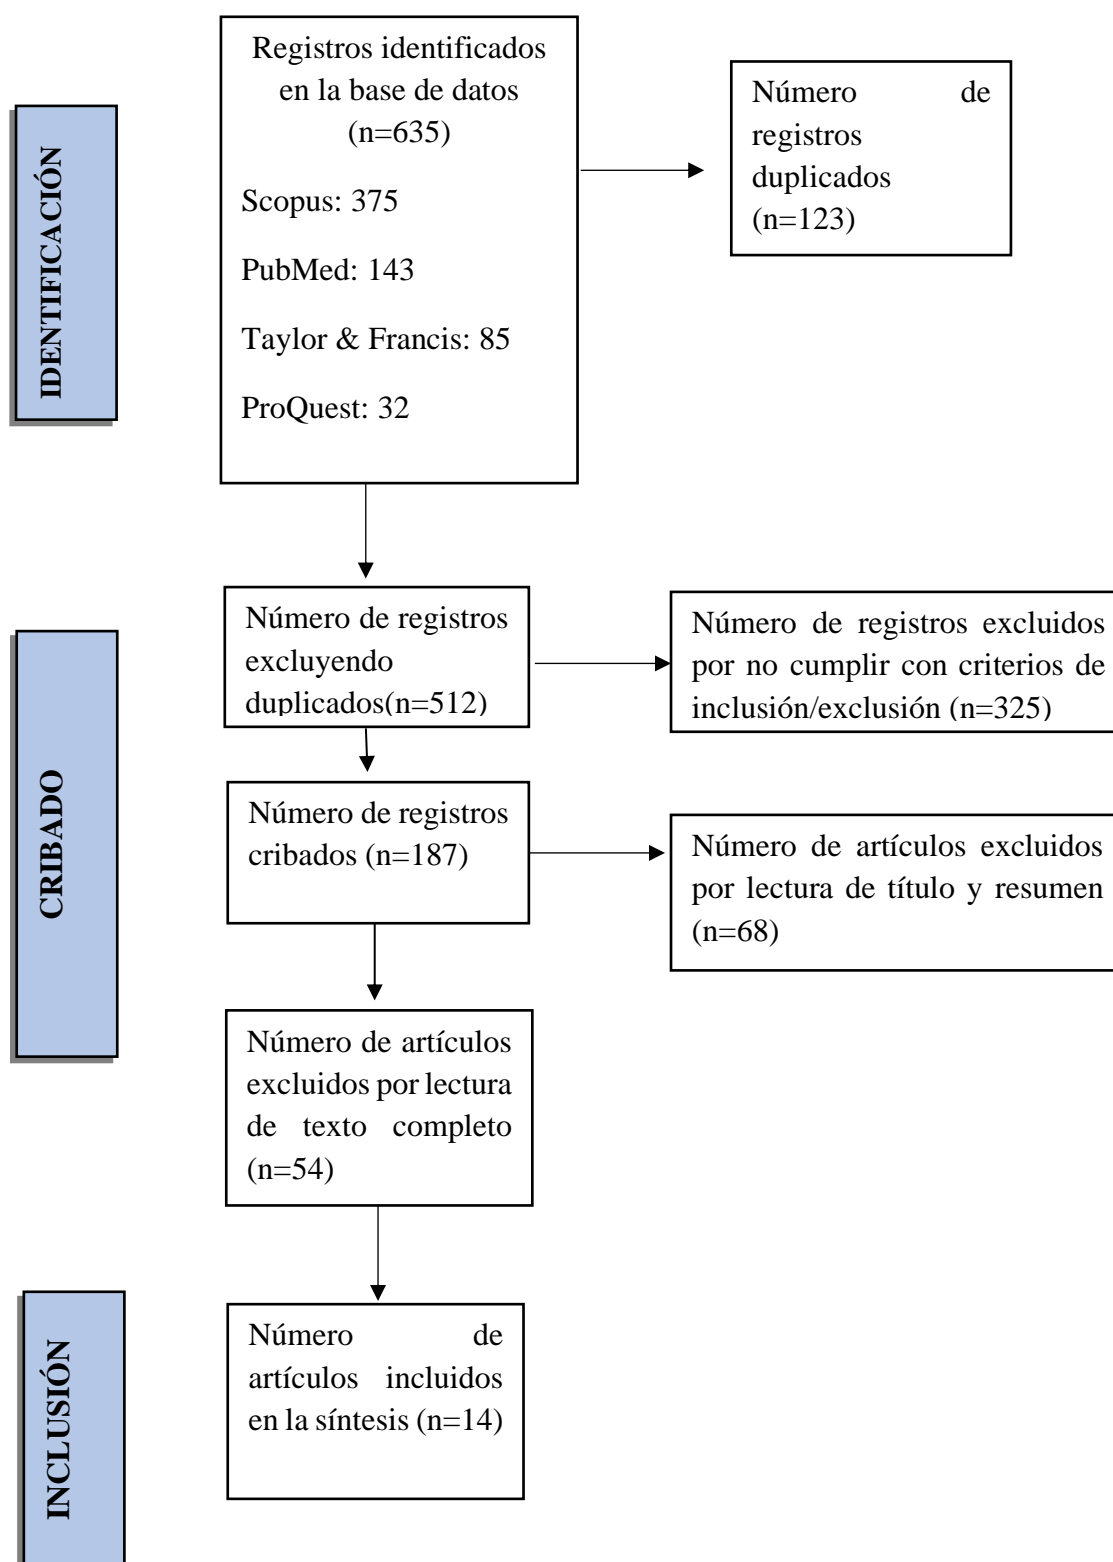 IDENTIFICACIÓN
Registros identificados
en la base de datos
(n=635)
Scopus: 375
PubMed: 143
Taylor & Francis: 85
ProQuest: 32
Número de
registros
duplicados
(n=123)
CRIBADO
Número de registros
excluyendo
duplicados(n=512)
Número de registros excluidos
por no cumplir con criterios de
inclusión/exclusión (n=325)
Número de registros
cribados (n=187)
Número de artículos excluidos
por lectura de título y resumen
(n=68)
Número de artículos
excluidos por lectura
de texto completo
(n=54)
INCLUSIÓN
Número de
artículos incluidos
en la síntesis (n=14)